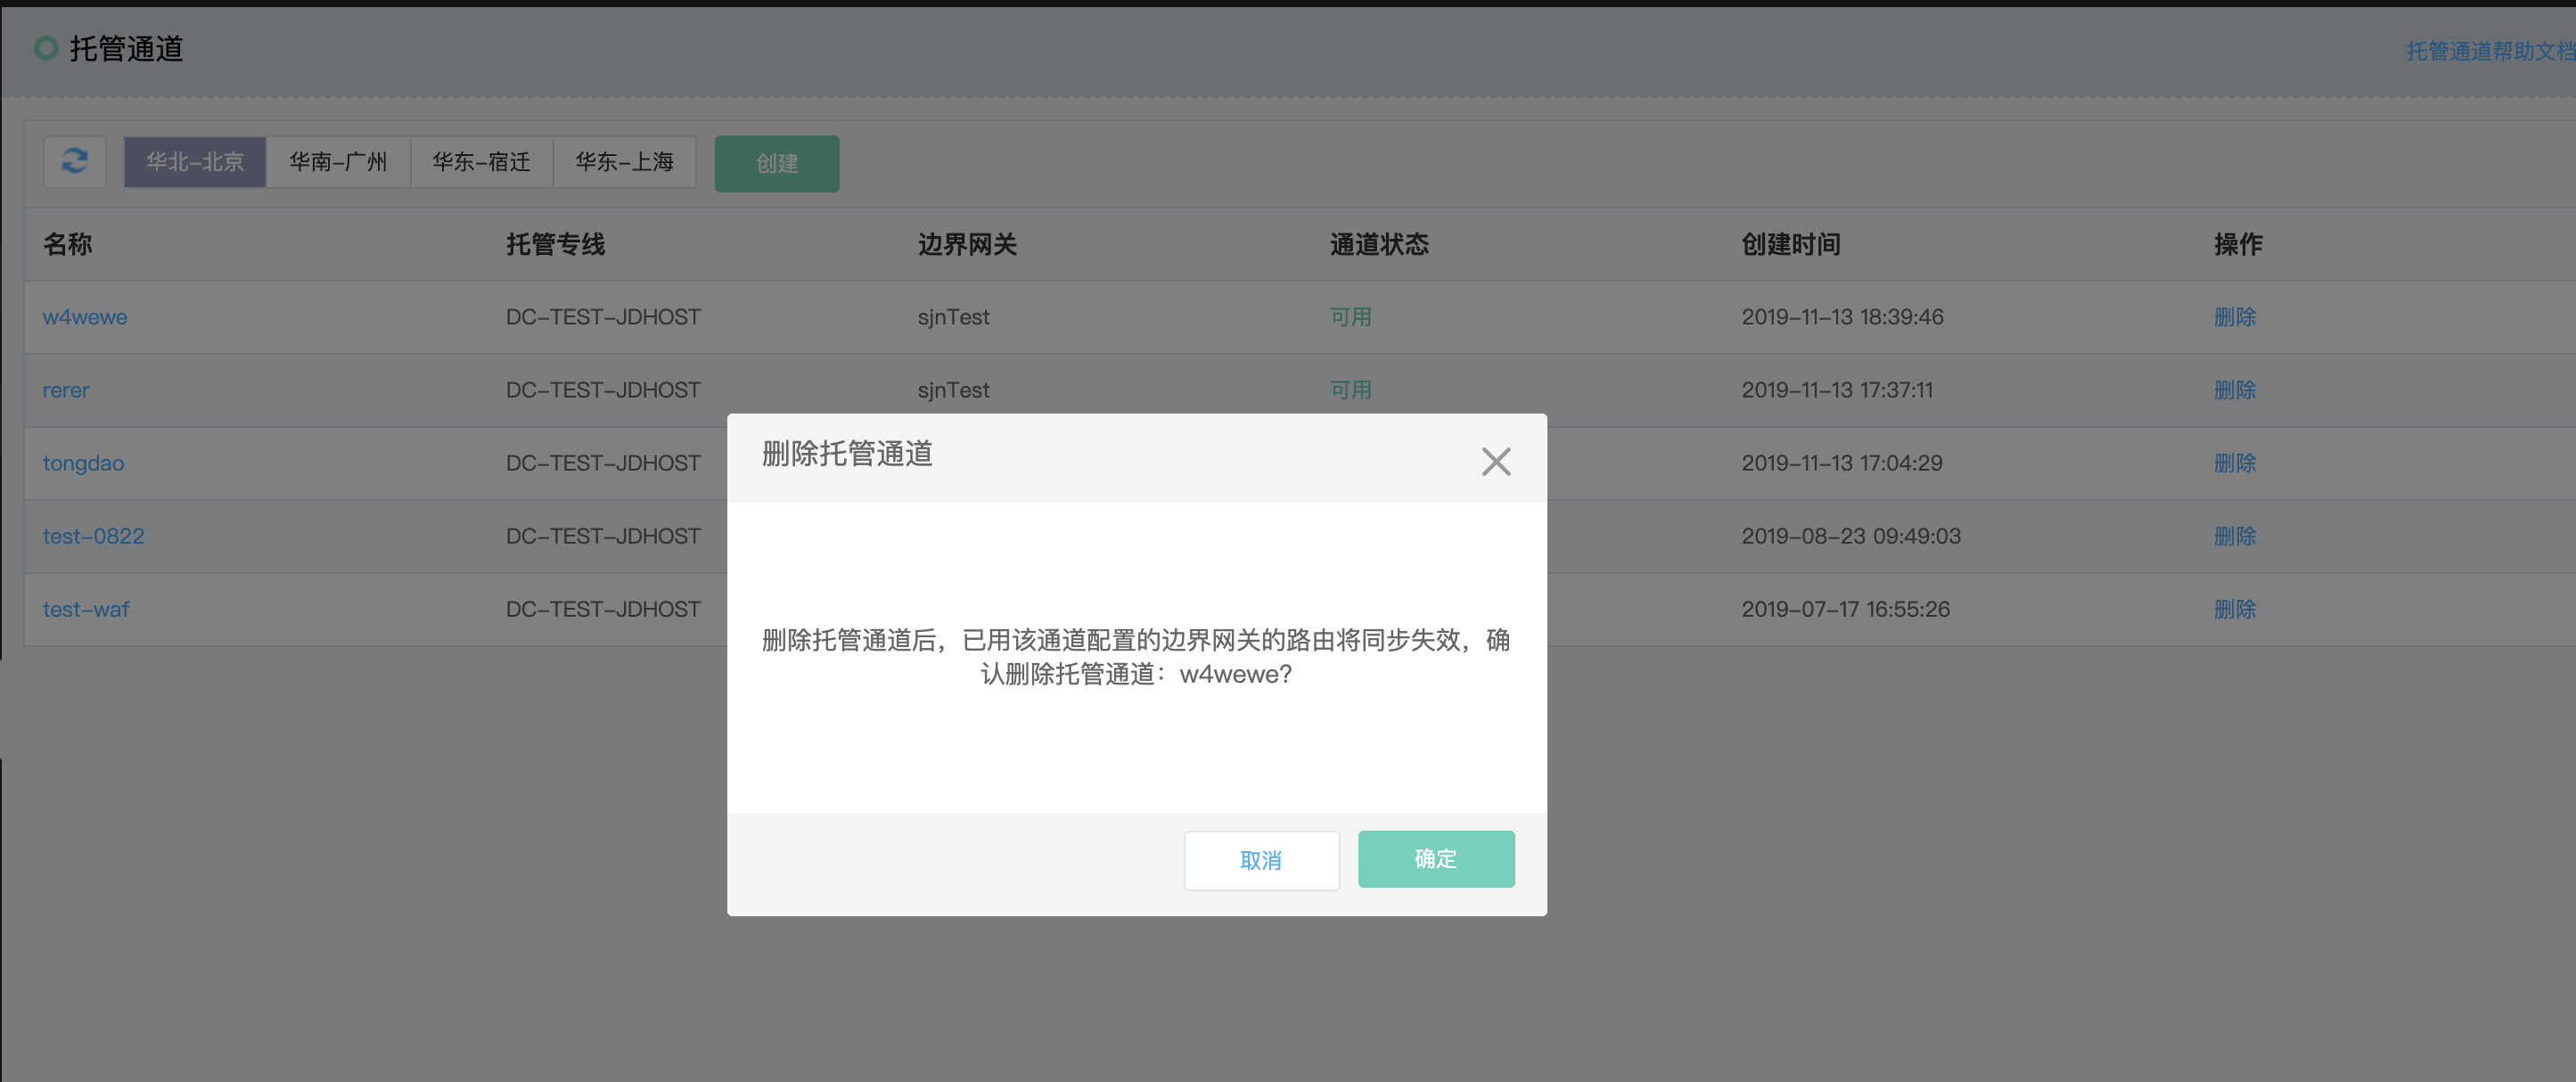 托管通道
托管通道帮助文档
华北-北京 华南-广州 华东-宿迁 华东-上海 创建
名称 托管专线 边界网关 通道状态 创建时间 操作
w4wewe DC-TEST-JDHOST sjnTest 可用 2019-11-13 18:39:46 删除
rerer DC-TEST-JDHOST sjnTest 可用 2019-11-13 17:37:11 删除
tongdao DC-TEST-JDHOST 2019-11-13 17:04:29 删除
test-0822 DC-TEST-JDHOST 2019-08-23 09:49:03 删除
test-waf DC-TEST-JDHOST 2019-07-17 16:55:26 删除
删除托管通道
删除托管通道后，已用该通道配置的边界网关的路由将同步失效，确
认删除托管通道：w4wewe?
取消 确定